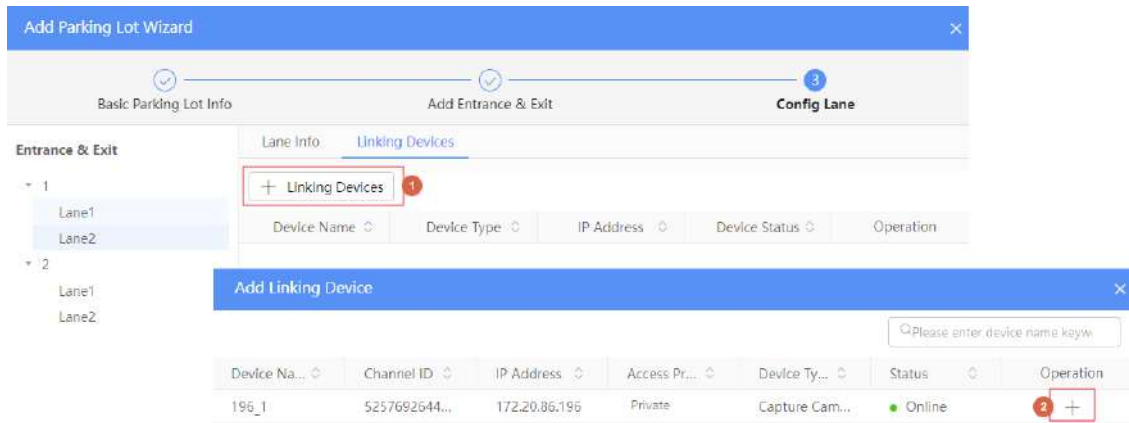 Add Parking Lot Wizard
3
Basic Parking Lot Info Add Entrance & Exit Config Lane
Entrance & Exit
Lane Info Linking Devices
+ Linking Devices 1
Device Name Device Type IP Address Device Status Operation
1
Lane1
Lane2
2
Lane1
Lane2
Add Linking Device
Please enter device name keyw
Device Na... Channel ID IP Address Access Pr... Device Ty... Status Operation
196_1 5257692644... 172.20.86.196 Private Capture Cam... Online 2 +